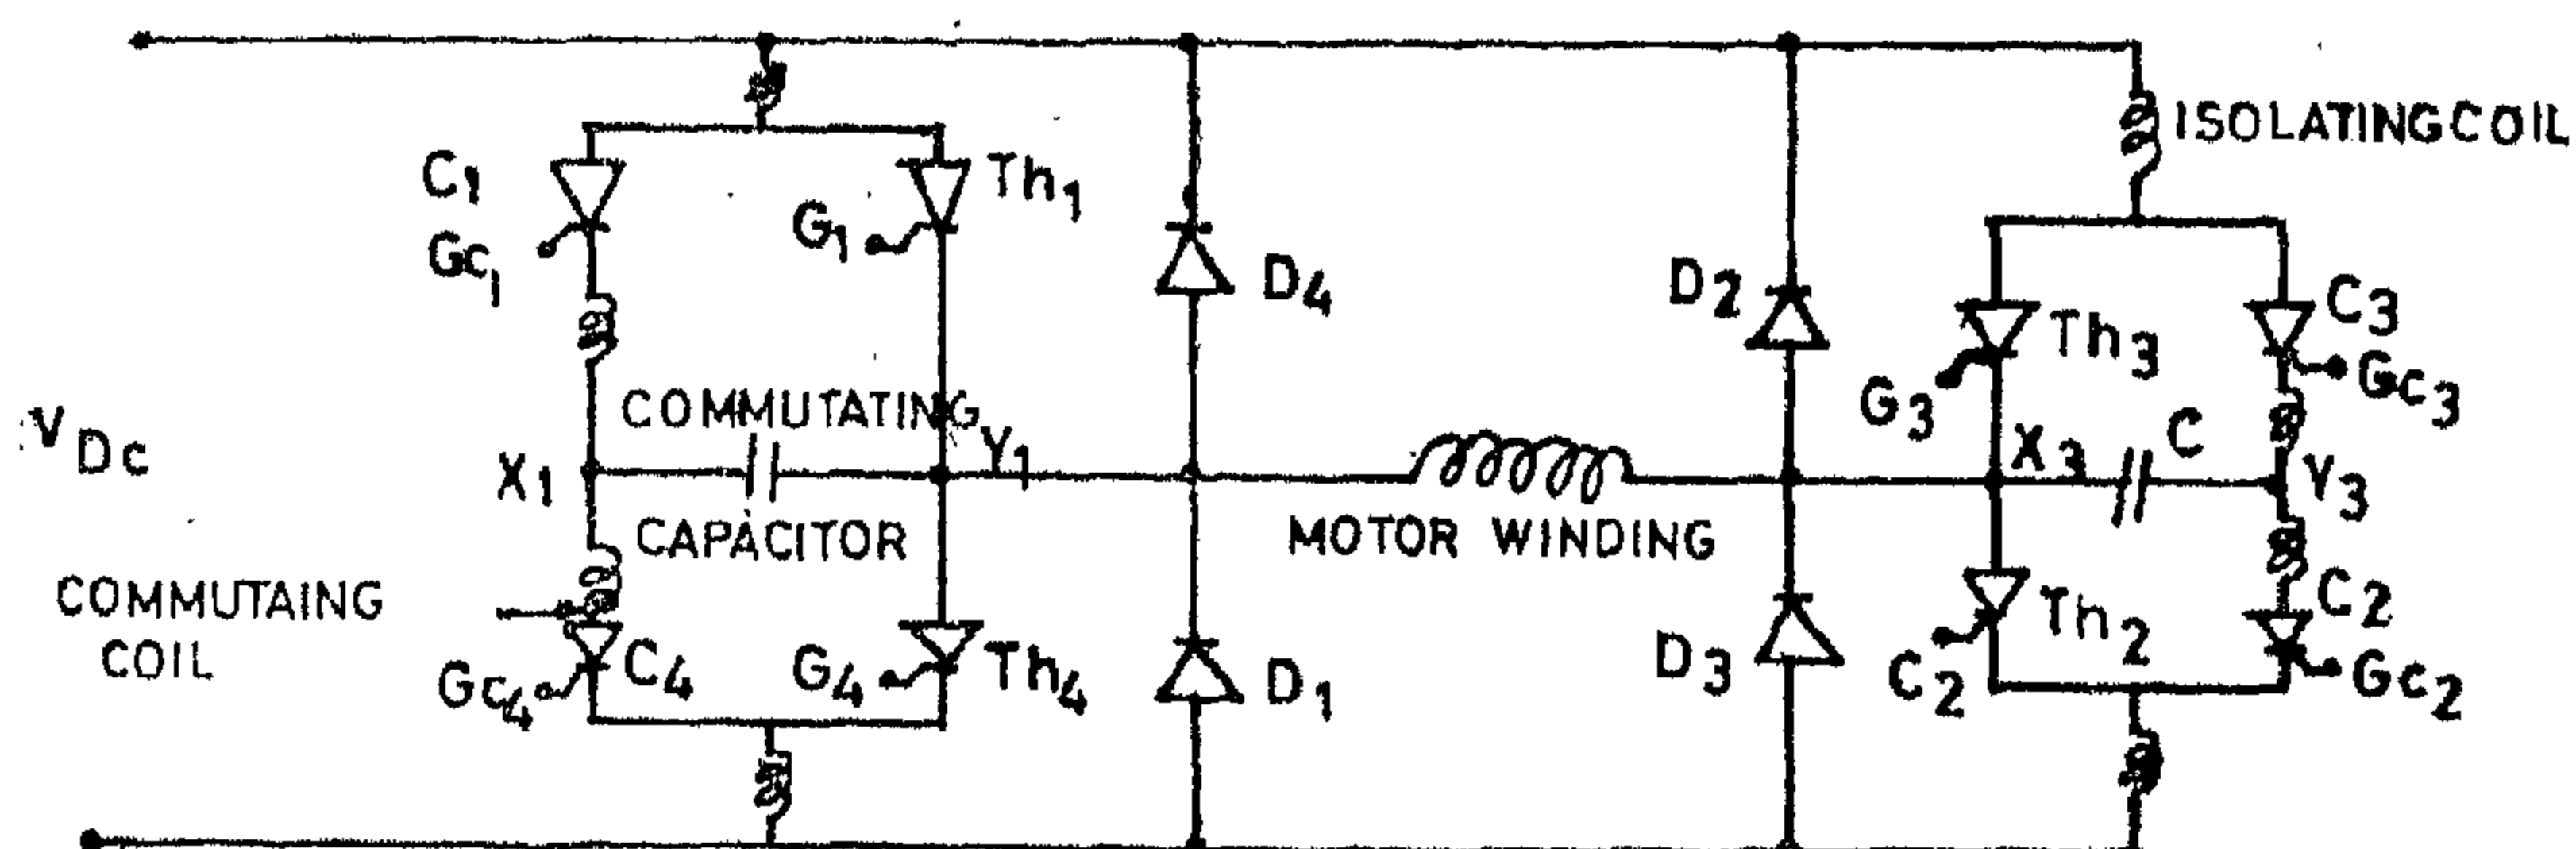 ISOLATINGCOIL
C1
Gc1
G1
Th1
D4
D2
Th3
G3
C3
Gc3
VDc
COMMUTATING
CAPACITOR
X1
Y1
MOTOR WINDING
X3
C
Y3
COMMUTAING
COIL
Gc4
C4
G4
Th4
D1
D3
C2
Th2
C2
Gc2